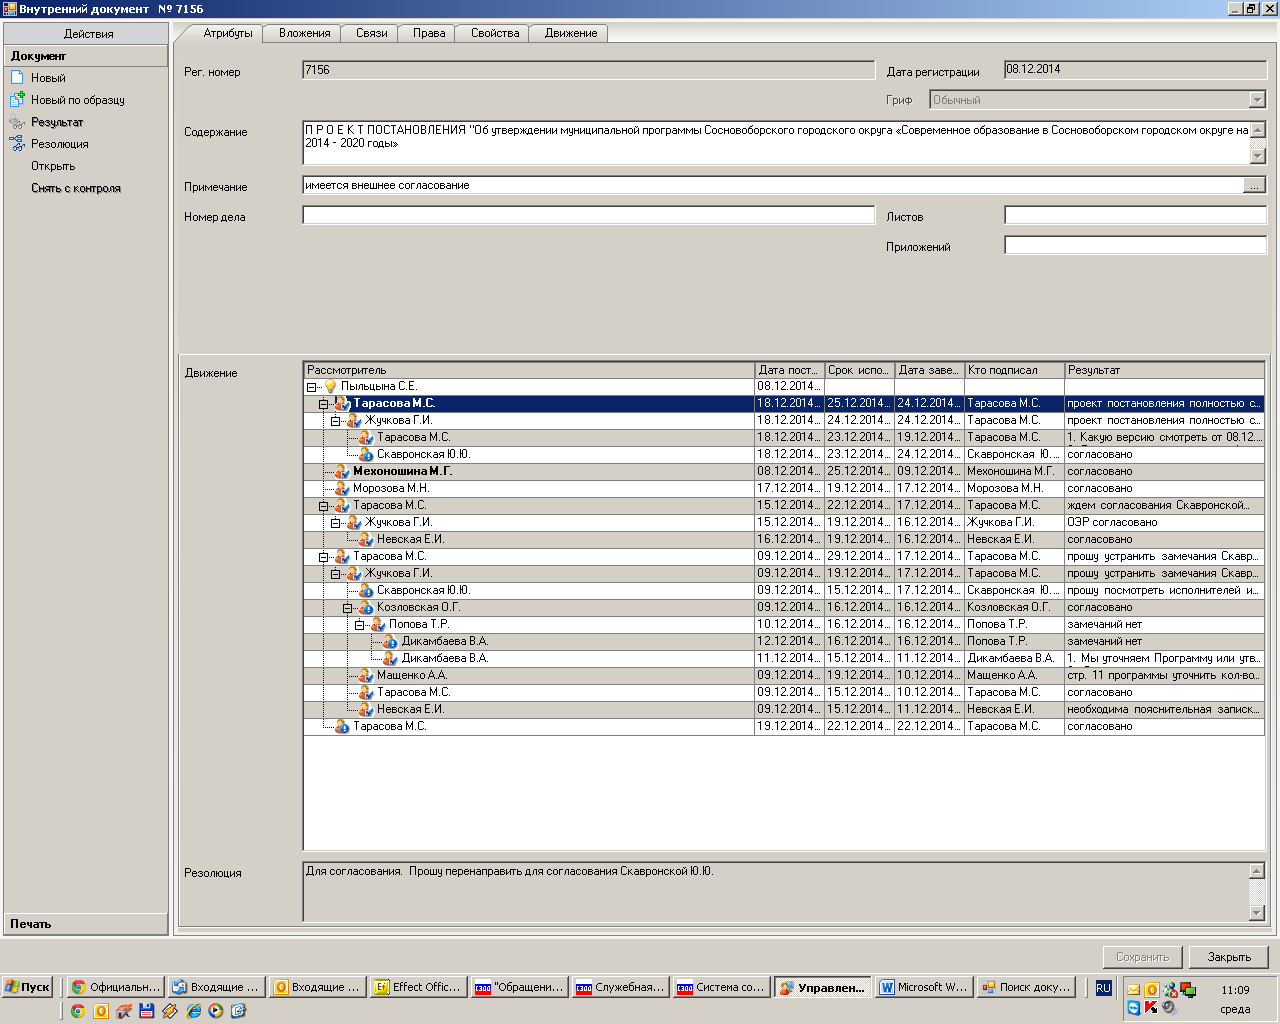 Внутренний документ № 7156
Действия
Документ
Новый
Новый по образцу
Результат
Резолюция
Открыть
Снять с контроля
Печать
Атрибуты Вложения Связи Права Свойства Движение
Рег. номер 7156 Дата регистрации 08.12.2014
Гриф Обычный
Содержание П Р О Е К Т ПОСТАНОВЛЕНИЯ "Об утверждении муниципальной программы Сосновоборского городского округа «Современное образование в Сосновоборском городском округе на
2014 - 2020 годы»
Примечание имеется внешнее согласование ...
Номер дела Листов
Приложений
Движение
Рассмотритель Дата пост... Срок испо... Дата заве... Кто подписал Результат
Пыльцына С.Е. 08.12.2014...
Тарасова М.С. 18.12.2014... 25.12.2014... 24.12.2014... Тарасова М.С. проект постановления полностью с...
Жучкова Г.И. 18.12.2014... 24.12.2014... 24.12.2014... Тарасова М.С. проект постановления полностью с...
Тарасова М.С. 18.12.2014... 23.12.2014... 19.12.2014... Тарасова М.С. 1. Какую версию смотреть от 08.12...
Скавронская Ю.Ю. 18.12.2014... 23.12.2014... 24.12.2014... Скавронская Ю.... согласовано
Мехоношина М.Г. 08.12.2014... 25.12.2014... 09.12.2014... Мехоношина М.Г. согласовано
Морозова М.Н. 17.12.2014... 19.12.2014... 17.12.2014... Морозова М.Н. согласовано
Тарасова М.С. 15.12.2014... 22.12.2014... 17.12.2014... Тарасова М.С. ждем согласования Скавронской...
Жучкова Г.И. 15.12.2014... 19.12.2014... 16.12.2014... Жучкова Г.И. ОЭР согласовано
Невская Е.И. 16.12.2014... 19.12.2014... 16.12.2014... Невская Е.И. согласовано
Тарасова М.С. 09.12.2014... 29.12.2014... 17.12.2014... Тарасова М.С. прошу устранить замечания Скавр...
Жучкова Г.И. 09.12.2014... 19.12.2014... 17.12.2014... Тарасова М.С. прошу устранить замечания Скавр...
Скавронская Ю.Ю. 09.12.2014... 15.12.2014... 17.12.2014... Скавронская Ю.... прошу посмотреть исполнителей и...
Козловская О.Г. 09.12.2014... 16.12.2014... 16.12.2014... Козловская О.Г. согласовано
Попова Т.Р. 10.12.2014... 16.12.2014... 16.12.2014... Попова Т.Р. замечаний нет
Дикамбаева В.А. 12.12.2014... 16.12.2014... 16.12.2014... Попова Т.Р. замечаний нет
Дикамбаева В.А. 11.12.2014... 15.12.2014... 11.12.2014... Дикамбаева В.А. 1. Мы уточняем Программу или утв...
Мащенко А.А. 09.12.2014... 19.12.2014... 10.12.2014... Мащенко А.А. стр. 11 программы уточнить кол-во...
Тарасова М.С. 09.12.2014... 15.12.2014... 10.12.2014... Тарасова М.С. согласовано
Невская Е.И. 09.12.2014... 15.12.2014... 11.12.2014... Невская Е.И. необходима пояснительная записк...
Тарасова М.С. 19.12.2014... 22.12.2014... 22.12.2014... Тарасова М.С. согласовано
Резолюция Для согласования. Прошу перенаправить для согласования Скавронской Ю.Ю.
Сохранить Закрыть
Пуск Официальн... Входящие ... Входящие ... Effect Offic... "Обращени... Служебная... Система со... Управлен... Microsoft W... Поиск доку... RU 11:09
среда